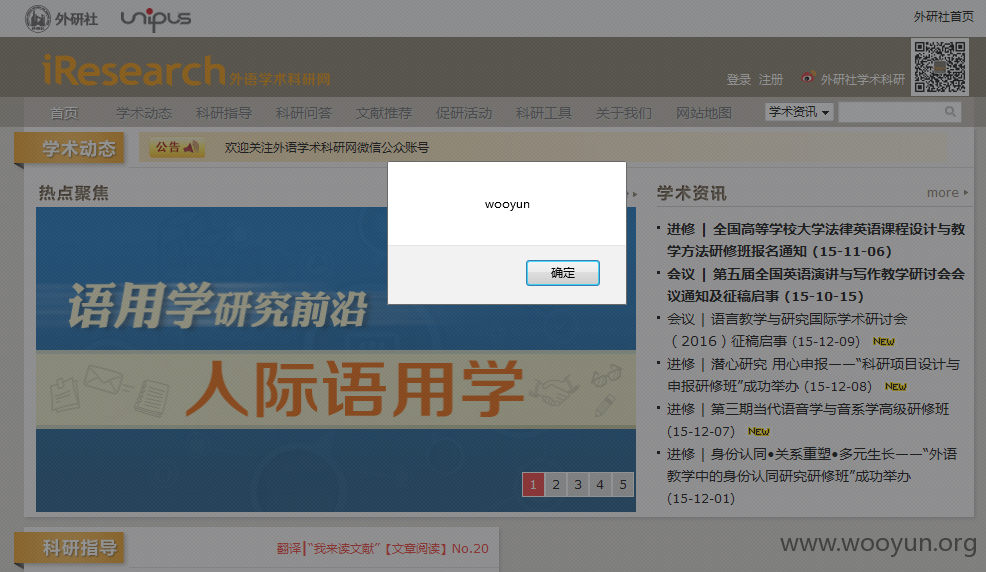 外研社 unipus 外研社首页
iResearch 外语学术科研网
登录 注册 外研社学术科研
首页 学术动态 科研指导 科研问答 文献推荐 促研活动 科研工具 关于我们 网站地图 学术资讯
学术动态 公告 欢迎关注外语学术科研网微信公众账号
热点聚焦
wooyun
确定
语用学研究前沿
人际语用学
1 2 3 4 5
学术资讯 more
进修 | 全国高等学校大学法律英语课程设计与教
学方法研修班报名通知 (15-11-06)
会议 | 第五届全国英语演讲与写作教学研讨会会
议通知及征稿启事 (15-10-15)
会议 | 语言教学与研究国际学术研讨会
（2016）征稿启事 (15-12-09) NEW
进修 | 潜心研究 用心申报——“科研项目设计与
申报研修班”成功举办 (15-12-08) NEW
进修 | 第三期当代语音学与音系学高级研修班
(15-12-07) NEW
进修 | 身份认同•关系重塑•多元生长——“外语
教学中的身份认同研究研修班”成功举办
(15-12-01)
科研指导 翻译|“我来读文献”【文章阅读】No.20
www.wooyun.org